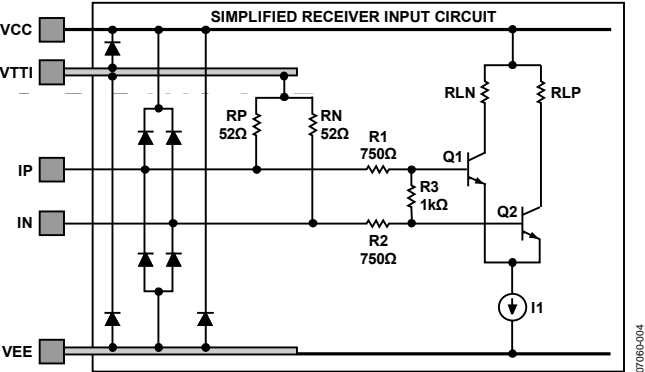 SIMPLIFIED RECEIVER INPUT CIRCUIT
VCC
VTTI
RLN
RLP
RP
52Ω
RN
52Ω
R1
750Ω
IP
Q1
R3
1kΩ
IN
Q2
R2
750Ω
I1
VEE
07060-004